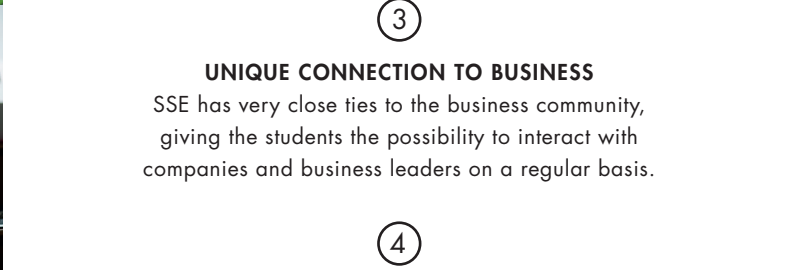 3
UNIQUE CONNECTION TO BUSINESS
SSE has very close ties to the business community,
giving the students the possibility to interact with
companies and business leaders on a regular basis.
4